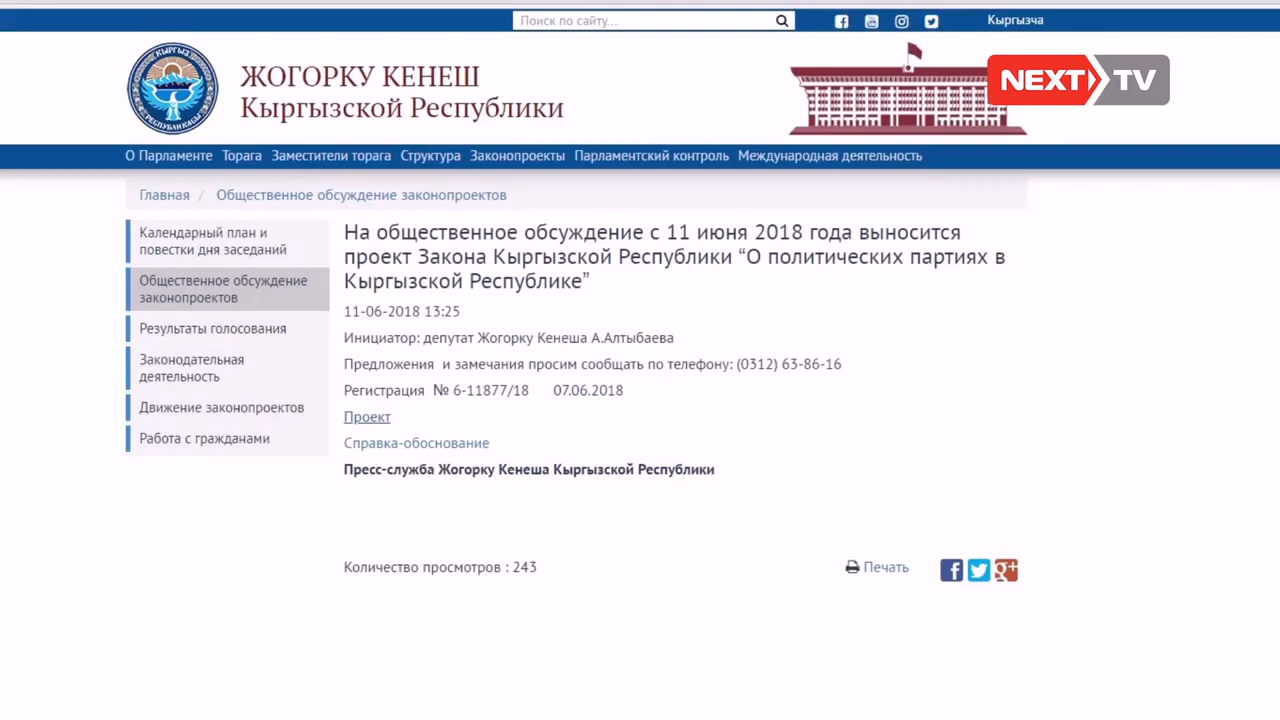 Поиск по сайту...
Кыргызча
ЖОГОРКУ КЕНЕШ
Кыргызской Республики
NEXT TV
О Парламенте Торага Заместители торага Структура Законопроекты Парламентский контроль Международная деятельность
Главная / Общественное обсуждение законопроектов
Календарный план и
повестки дня заседаний
Общественное обсуждение
законопроектов
Результаты голосования
Законодательная
деятельность
Движение законопроектов
Работа с гражданами
На общественное обсуждение с 11 июня 2018 года выносится
проект Закона Кыргызской Республики “О политических партиях в
Кыргызской Республике”
11-06-2018 13:25
Инициатор: депутат Жогорку Кенеша А.Алтыбаева
Предложения и замечания просим сообщать по телефону: (0312) 63-86-16
Регистрация № 6-11877/18 07.06.2018
Проект
Справка-обоснование
Пресс-служба Жогорку Кенеша Кыргызской Республики
Количество просмотров : 243
Печать